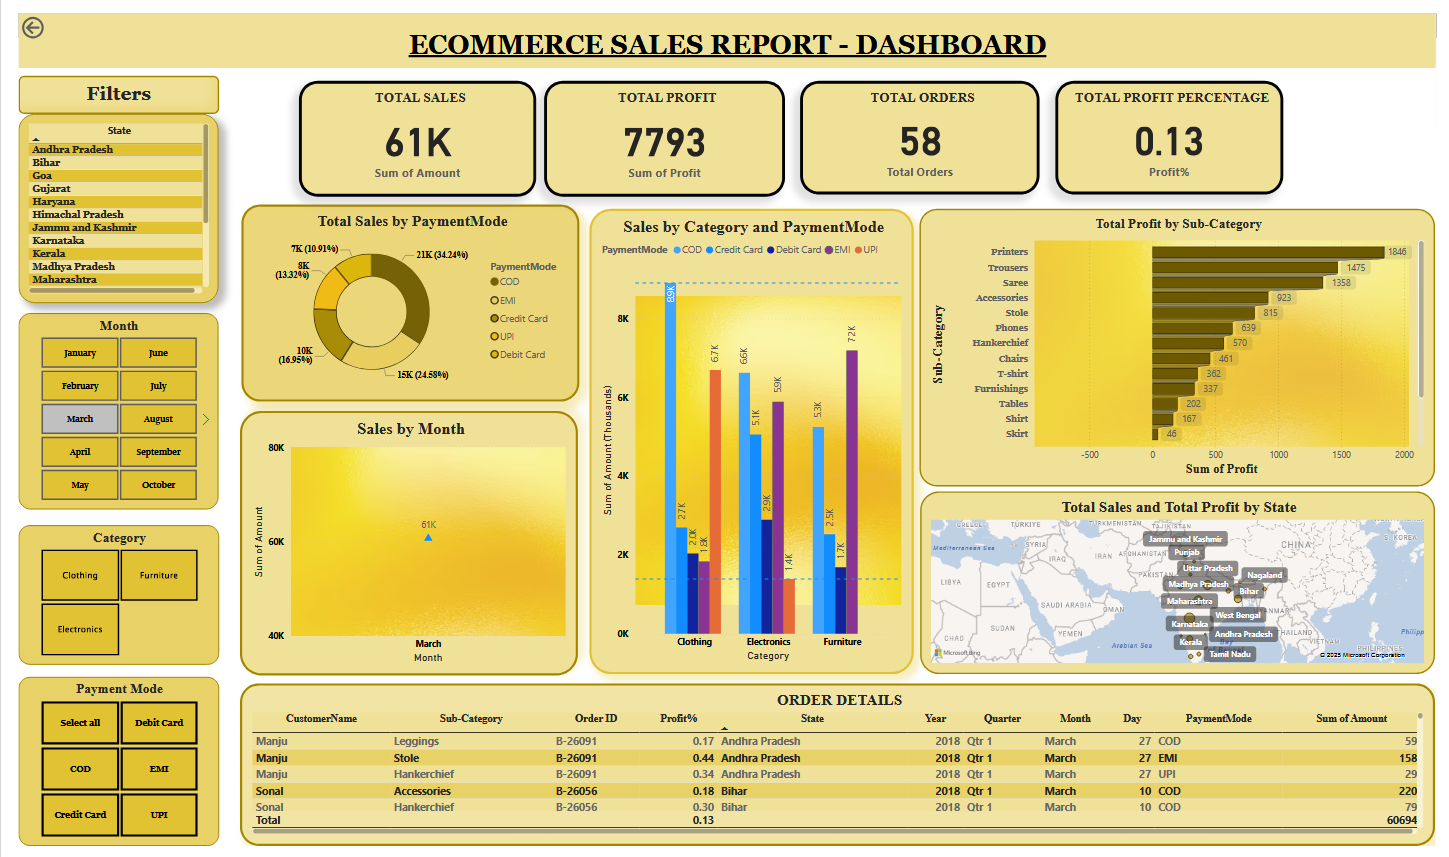 ECOMMERCE SALES REPORT - DASHBOARD
Filters
State
Andhra Pradesh
Bihar
Goa
Gujarat
Haryana
Himachal Pradesh
Jammu and Kashmir
Karnataka
Kerala
Madhya Pradesh
Maharashtra
Month
January June
February July
March August
April September
May October
Category
Clothing Furniture
Electronics
Payment Mode
Select all Debit Card
COD EMI
Credit Card UPI
TOTAL SALES
61K
Sum of Amount
TOTAL PROFIT
7793
Sum of Profit
TOTAL ORDERS
58
Total Orders
TOTAL PROFIT PERCENTAGE
0.13
Profit%
Total Sales by PaymentMode
7K (10.91%)
21K (34.24%)
8K
(13.32%)
10K
(16.95%)
15K (24.58%)
PaymentMode
COD
EMI
Credit Card
UPI
Debit Card
Sales by Month
80K
61K
60K
40K
Sum of Amount
March
Month
Sales by Category and PaymentMode
PaymentMode COD Credit Card Debit Card EMI UPI
Sum of Amount (Thousands)
8K
6K
4K
2K
0K
8.9K
2.7K
2.0K
1.8K
6.7K
6.6K
5.1K
2.9K
5.9K
1.4K
5.3K
2.5K
1.7K
7.2K
Clothing Electronics Furniture
Category
Total Profit by Sub-Category
Sub-Category
Printers 1846
Trousers 1475
Saree 1358
Accessories 923
Stole 815
Phones 639
Hankerchief 570
Chairs 461
T-shirt 362
Furnishings 337
Tables 202
Shirt 167
Skirt 46
-500 0 500 1000 1500 2000
Sum of Profit
Total Sales and Total Profit by State
GREECE TÜRKIYE TURKMENISTAN TAJIKISTAN
Jammu and Kashmir
S. KOREA
Mediterranean Sea
SYRIA
IRAQ
IRAN
AFGHANISTAN
Punjab
CHINA
Uttar Pradesh
Nagaland
LIBYA
EGYPT
PAKISTAN
Madhya Pradesh
Bihar
SAUDI ARABIA
OMAN
Maharashtra
West Bengal
SUDAN
Karnataka
Andhra Pradesh
THAILAND
CHAD
YEMEN
Kerala
VIETNAM
Arabian Sea
Tamil Nadu
PHILIPPINES
Microsoft Bing
© 2025 Microsoft Corporation
ORDER DETAILS
CustomerName Sub-Category Order ID Profit% State Year Quarter Month Day PaymentMode Sum of Amount
Manju Leggings B-26091 0.17 Andhra Pradesh 2018 Qtr 1 March 27 COD 59
Manju Stole B-26091 0.44 Andhra Pradesh 2018 Qtr 1 March 27 EMI 158
Manju Hankerchief B-26091 0.34 Andhra Pradesh 2018 Qtr 1 March 27 UPI 29
Sonal Accessories B-26056 0.18 Bihar 2018 Qtr 1 March 10 COD 220
Sonal Hankerchief B-26056 0.30 Bihar 2018 Qtr 1 March 10 COD 79
Total 0.13 60694